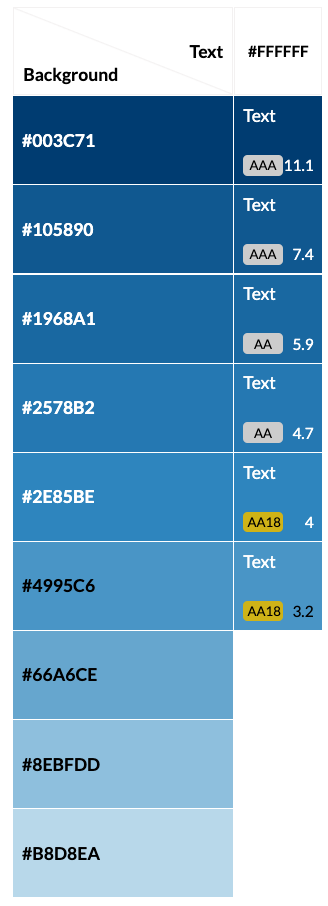 Text
Background
#FFFFFF
#003C71
Text
AAA 11.1
#105890
Text
AAA 7.4
#1968A1
Text
AA 5.9
#2578B2
Text
AA 4.7
#2E85BE
Text
AA18 4
#4995C6
Text
AA18 3.2
#66A6CE
#8EBFDD
#B8D8EA